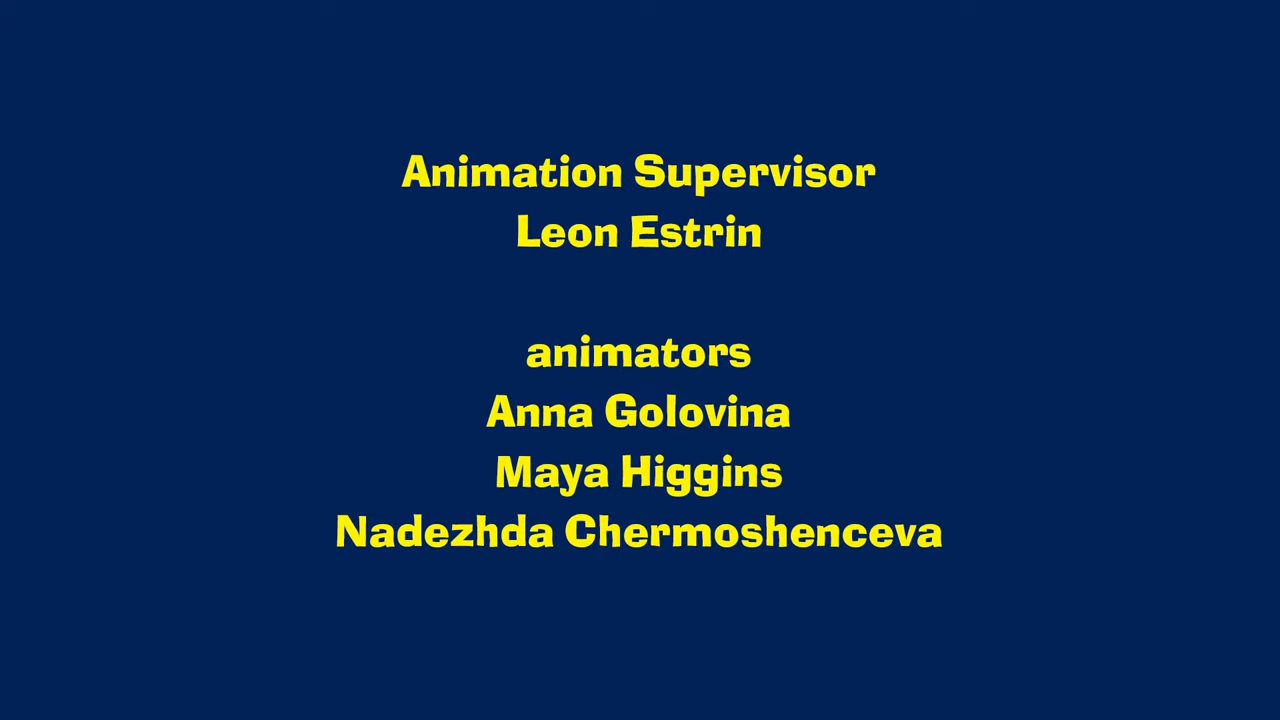 Animation Supervisor
Leon Estrin
animators
Anna Golovina
Maya Higgins
Nadezhda Chermoshenceva